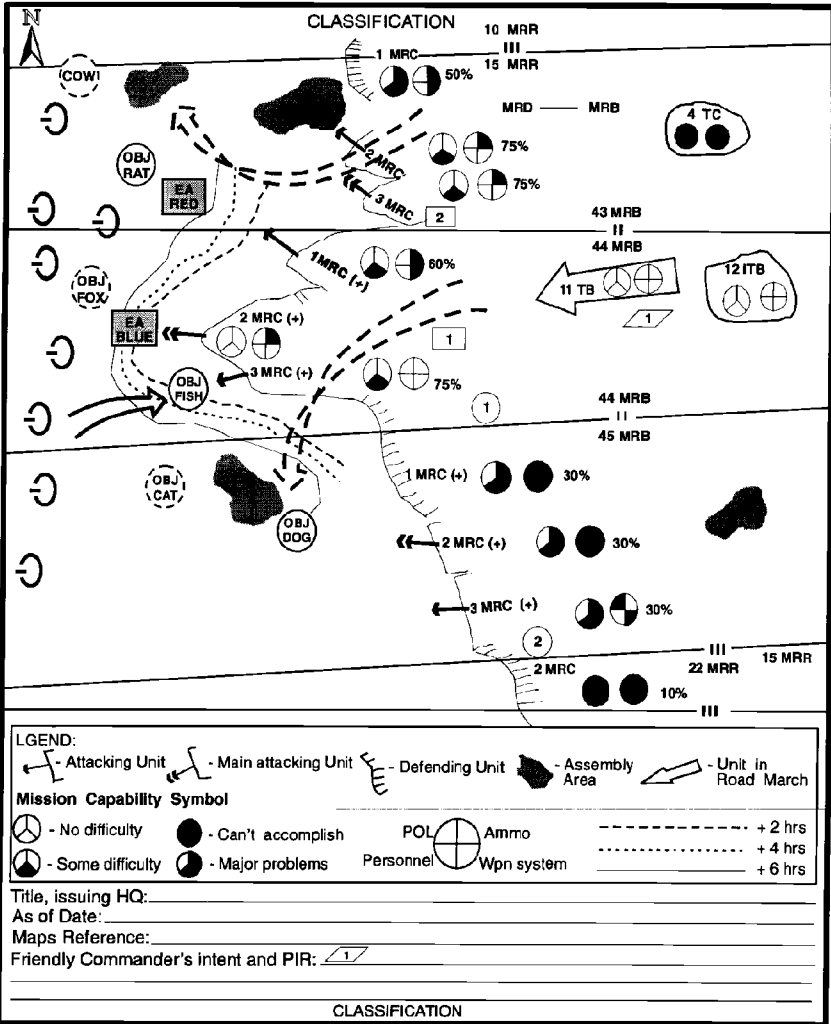 N
CLASSIFICATION
10 MRR
III
15 MRR
COW
1 MRC
50%
MRD — MRB
4 TC
OBJ
RAT
2 MRC
75%
EA
RED
75%
3 MRC
2
43 MRB
II
44 MRB
OBJ
FOX
1MRC (+)
60%
11 TB
12 ITB
1
EA
BLUE
2 MRC (+)
1
3 MRC (+)
75%
OBJ
FISH
1
44 MRB
II
45 MRB
OBJ
CAT
1 MRC (+)
30%
OBJ
DOG
2 MRC (+)
30%
3 MRC (+)
30%
2
III
15 MRR
2 MRC
22 MRR
10%
III
LGEND:
- Attacking Unit
- Main attacking Unit
- Defending Unit
- Assembly
Area
- Unit in
Road March
Mission Capability Symbol
- No difficulty
- Can't accomplish
POL
Ammo
+ 2 hrs
+ 4 hrs
- Some difficulty
- Major problems
Personnel
Wpn system
+ 6 hrs
Title, issuing HQ:
As of Date:
Maps Reference:
Friendly Commander's intent and PIR: 1
CLASSIFICATION